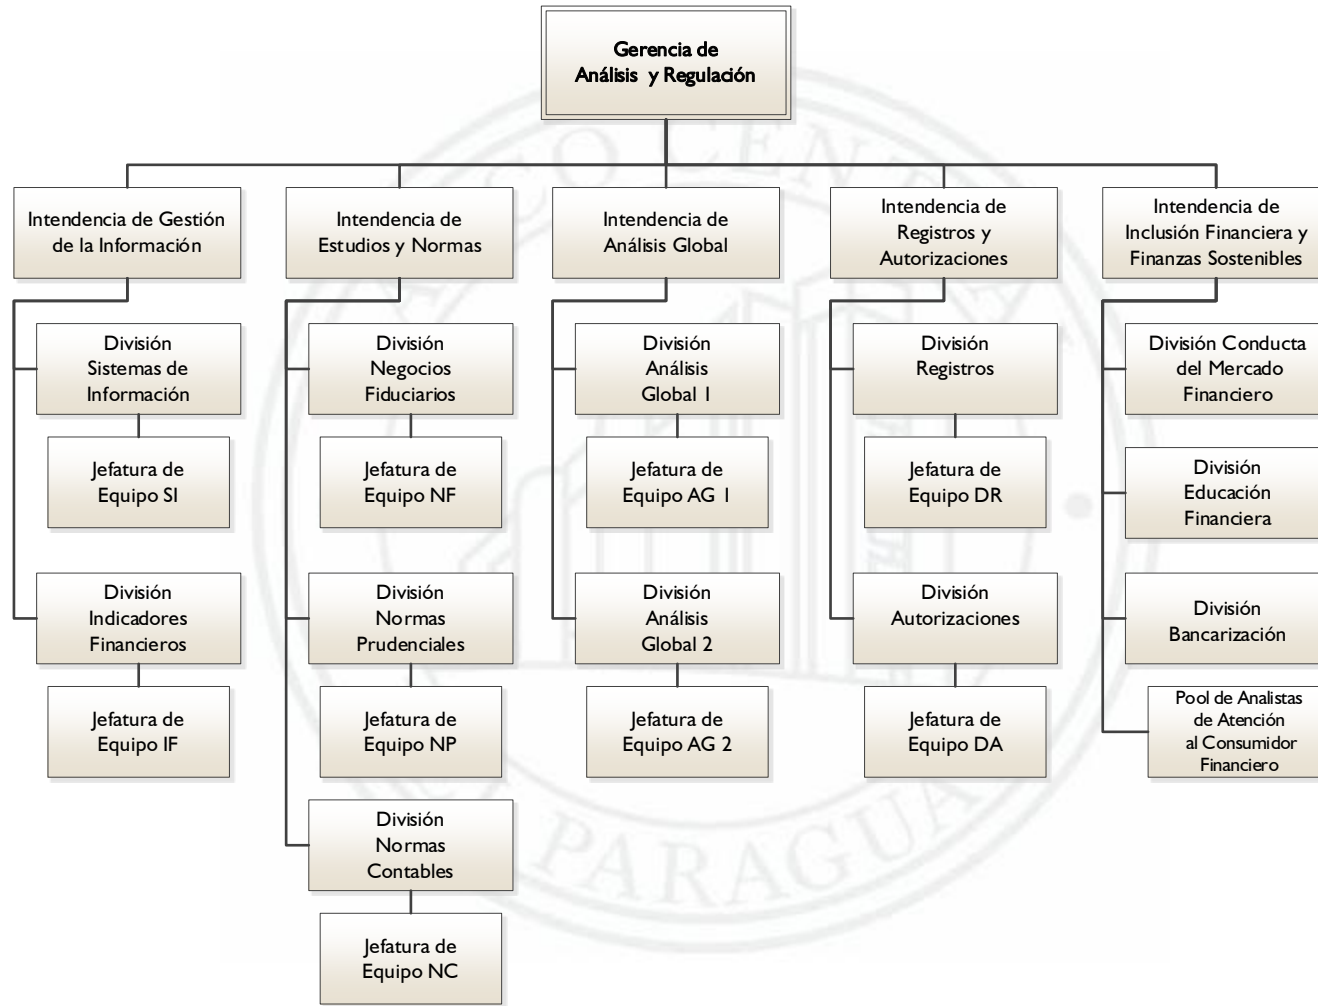 Gerencia de
Análisis y Regulación
Intendencia de Gestión
de la Información
Intendencia de
Estudios y Normas
Intendencia de
Análisis Global
Intendencia de
Registros y
Autorizaciones
Intendencia de
Inclusión Financiera y
Finanzas Sostenibles
División
Sistemas de
Información
Jefatura de
Equipo SI
División
Indicadores
Financieros
Jefatura de
Equipo IF
División
Negocios
Fiduciarios
Jefatura de
Equipo NF
División
Normas
Prudenciales
Jefatura de
Equipo NP
División
Normas
Contables
Jefatura de
Equipo NC
División
Análisis
Global 1
Jefatura de
Equipo AG 1
División
Análisis
Global 2
Jefatura de
Equipo AG 2
División
Registros
Jefatura de
Equipo DR
División
Autorizaciones
Jefatura de
Equipo DA
División Conducta
del Mercado
Financiero
División
Educación
Financiera
División
Bancarización
Pool de Analistas
de Atención
al Consumidor
Financiero
PARAGUA